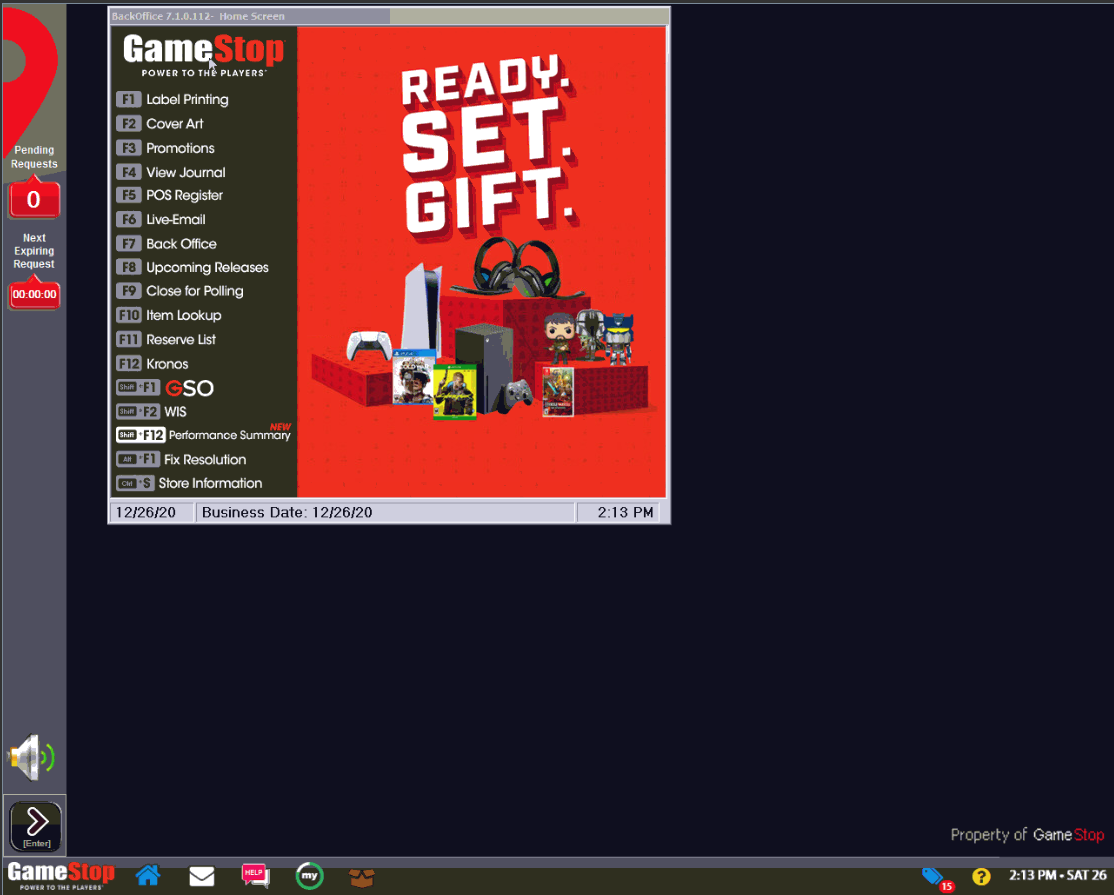 BackOffice 7.1.0.112- Home Screen
GameStop
POWER TO THE PLAYERS
F1 Label Printing
F2 Cover Art
F3 Promotions
F4 View Journal
F5 POS Register
F6 Live-Email
F7 Back Office
F8 Upcoming Releases
F9 Close for Polling
F10 Item Lookup
F11 Reserve List
F12 Kronos
Shift +F1 GSO
Shift +F2 WIS
NEW
Shift +F12 Performance Summary
Alt +F1 Fix Resolution
Ctrl +S Store Information
READY.
SET.
GIFT.
COLD WAR
12/26/20 Business Date: 12/26/20 2:13 PM
Pending
Requests
0
Next
Expiring
Request
00:00:00
[Enter]
Property of GameStop
GameStop
POWER TO THE PLAYERS
HELP
my
15
?
2:13 PM • SAT 26